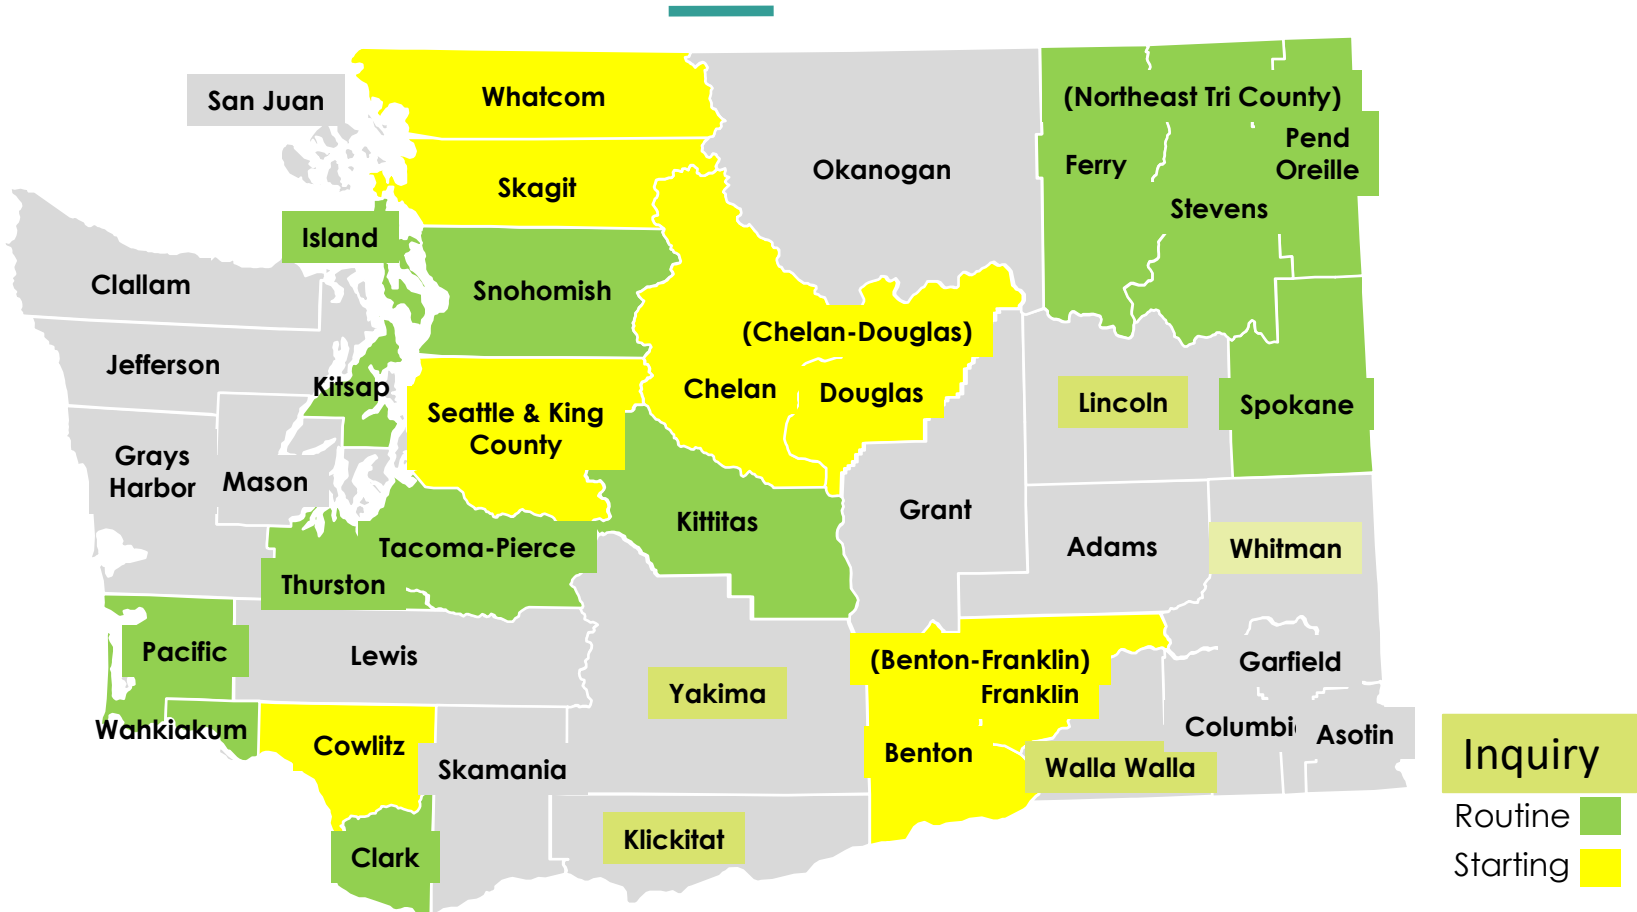 San Juan
Whatcom
(Northeast Tri County)
Pend
Oreille
Ferry
Okanogan
Skagit
Stevens
Island
Clallam
Snohomish
(Chelan-Douglas)
Jefferson
Kitsap
Chelan
Douglas
Lincoln
Spokane
Seattle & King
County
Grays
Harbor
Mason
Grant
Kittitas
Adams
Whitman
Tacoma-Pierce
Thurston
Pacific
Lewis
(Benton-Franklin)
Franklin
Garfield
Yakima
Wahkiakum
Columbi
Asotin
Cowlitz
Benton
Skamania
Walla Walla
Inquiry
Routine
Klickitat
Clark
Starting